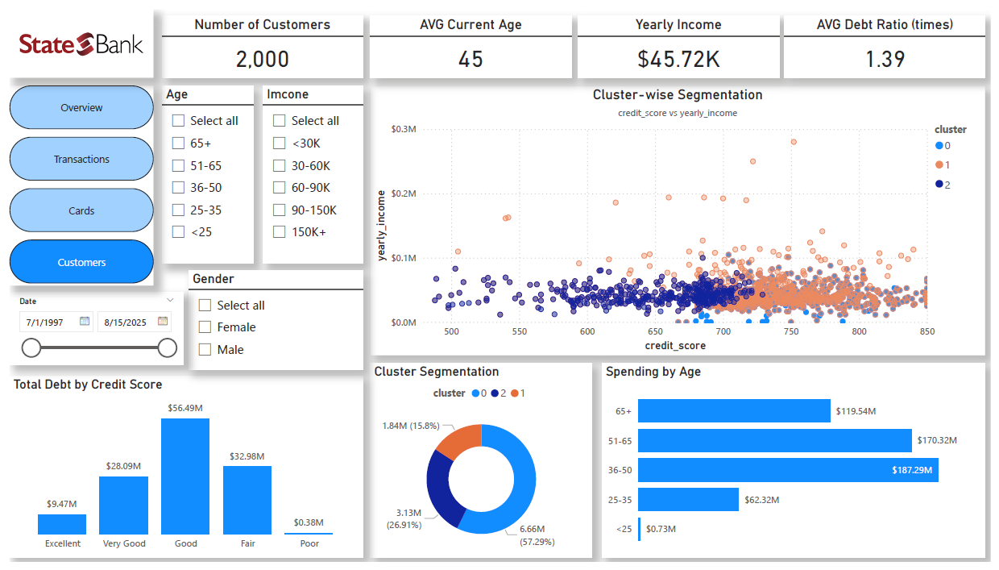 StateBank
Number of Customers
2,000
AVG Current Age
45
Yearly Income
$45.72K
AVG Debt Ratio (times)
1.39
Overview
Transactions
Cards
Customers
Age
Select all
65+
51-65
36-50
25-35
<25
Imcone
Select all
<30K
30-60K
60-90K
90-150K
150K+
Gender
Select all
Female
Male
Date
7/1/1997
8/15/2025
Cluster-wise Segmentation
credit_score vs yearly_income
yearly_income
$0.3M
$0.2M
$0.1M
$0.0M
500 550 600 650 700 750 800 850
credit_score
cluster
0
1
2
Total Debt by Credit Score
$9.47M
$28.09M
$56.49M
$32.98M
$0.38M
Excellent Very Good Good Fair Poor
Cluster Segmentation
cluster 0 2 1
1.84M (15.8%)
3.13M
(26.91%)
6.66M
(57.29%)
Spending by Age
65+ $119.54M
51-65 $170.32M
36-50 $187.29M
25-35 $62.32M
<25 $0.73M